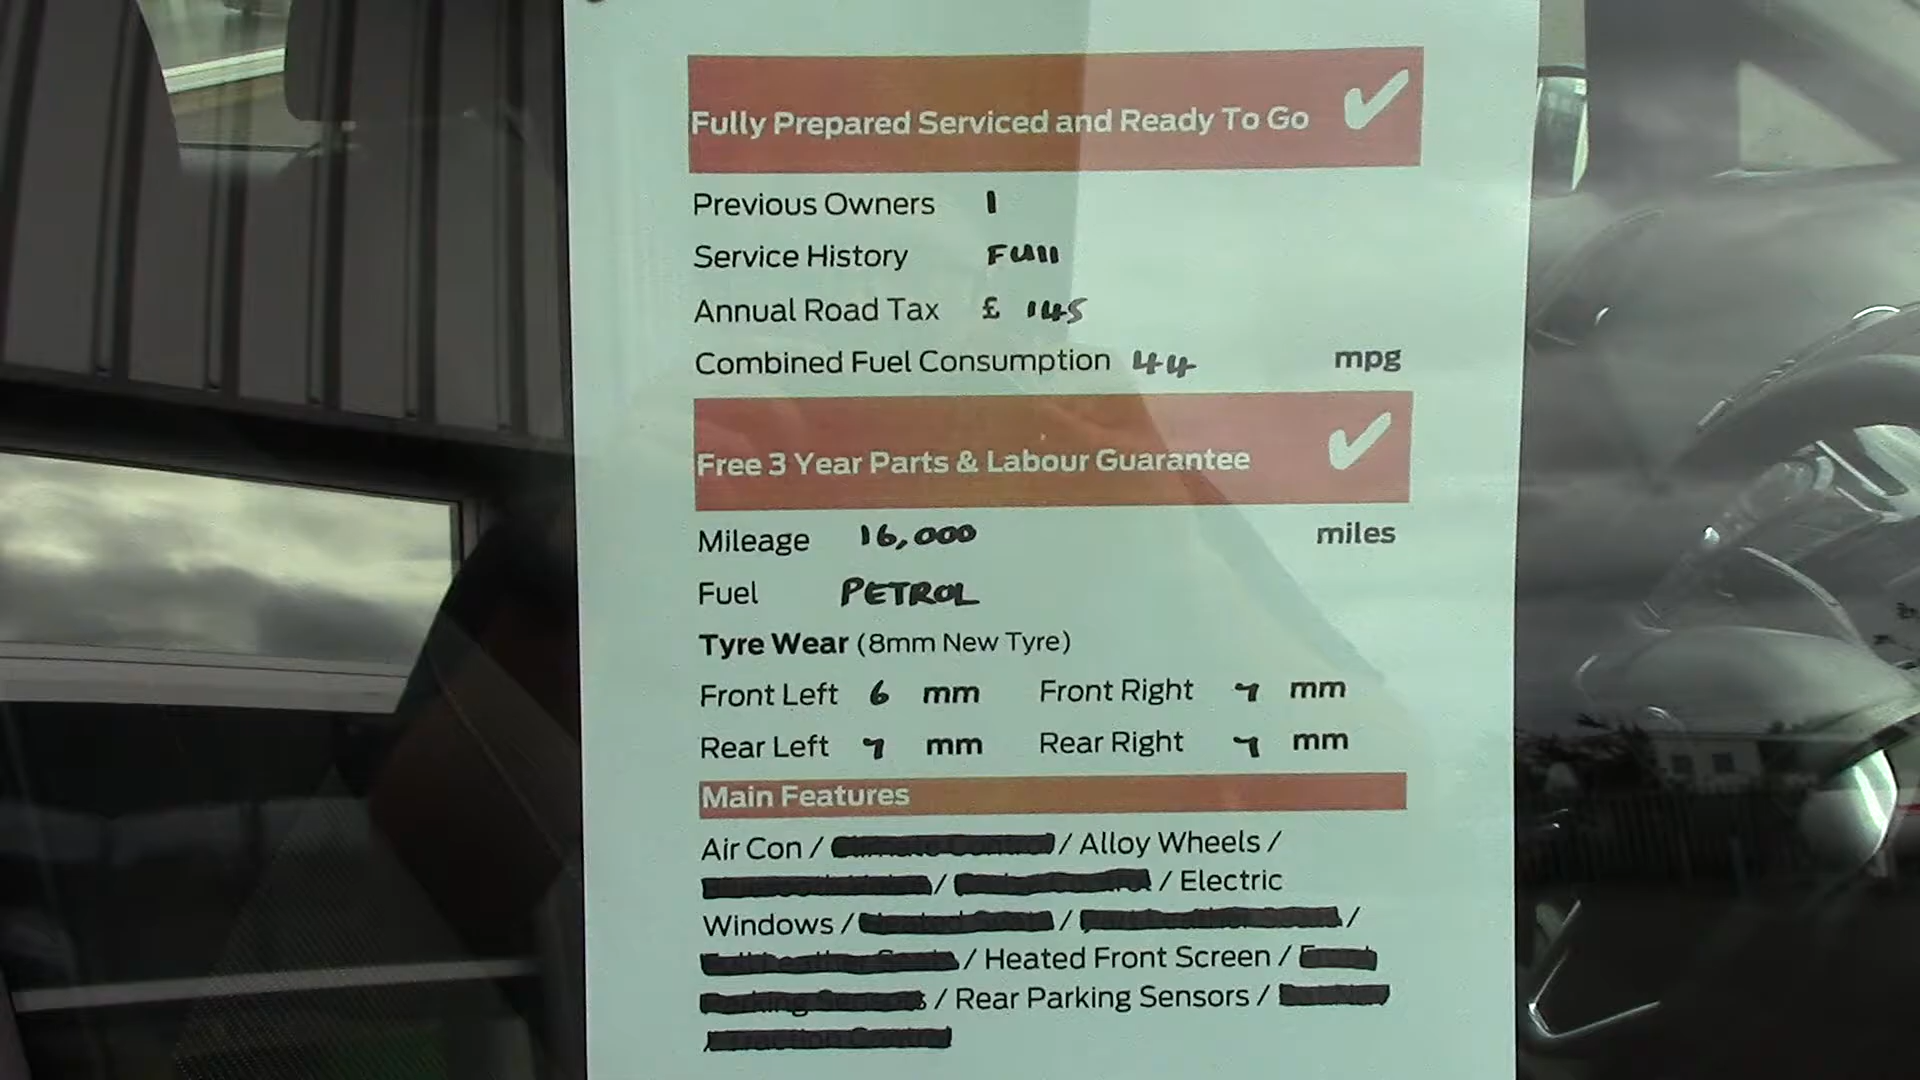 Fully Prepared Serviced and Ready To Go
Previous Owners 1
Service History Full
Annual Road Tax £ 145
Combined Fuel Consumption 44 mpg
Free 3 Year Parts & Labour Guarantee
Mileage 16,000 miles
Fuel PETROL
Tyre Wear (8mm New Tyre)
Front Left 6 mm Front Right 7 mm
Rear Left 7 mm Rear Right 7 mm
Main Features
Air Con / / Alloy Wheels /
/ / Electric
Windows / / /
/ Heated Front Screen /
/ Rear Parking Sensors /